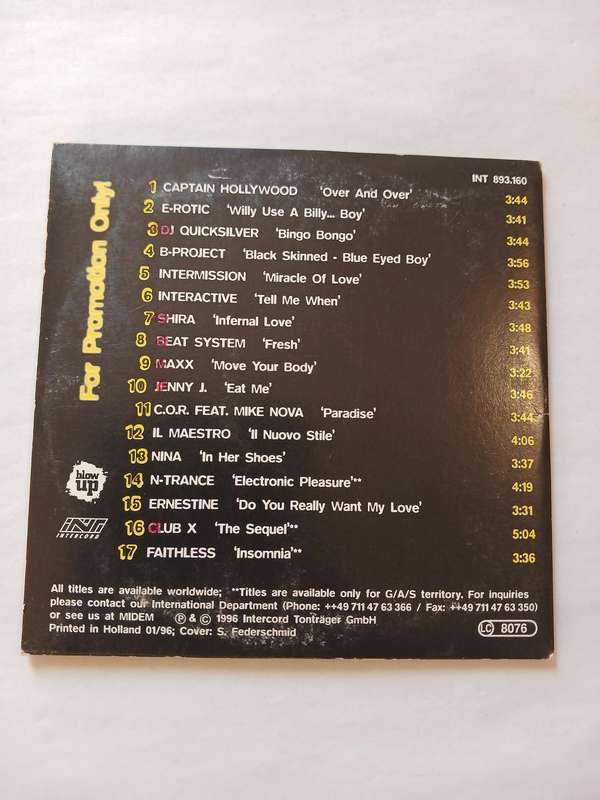 For Promotion Only!
INT 893.160
1 CAPTAIN HOLLYWOOD 'Over And Over' 3:44
2 E-ROTIC 'Willy Use A Billy... Boy' 3:41
3 DJ QUICKSILVER 'Bingo Bongo' 3:44
4 B-PROJECT 'Black Skinned - Blue Eyed Boy' 3:56
5 INTERMISSION 'Miracle Of Love' 3:53
6 INTERACTIVE 'Tell Me When' 3:43
7 SHIRA 'Infernal Love' 3:48
8 BEAT SYSTEM 'Fresh' 3:41
9 MAXX 'Move Your Body' 3:22
10 JENNY J. 'Eat Me' 3:46
11 C.O.R. FEAT. MIKE NOVA 'Paradise' 3:44
12 IL MAESTRO 'Il Nuovo Stile' 4:06
13 NINA 'In Her Shoes' 3:37
14 N-TRANCE 'Electronic Pleasure'** 4:19
15 ERNESTINE 'Do You Really Want My Love' 3:31
16 CLUB X 'The Sequel'** 5:04
17 FAITHLESS 'Insomnia'** 3:36
blow
up
INT
INTERCORD
All titles are available worldwide; **Titles are available only for G/A/S territory. For inquiries
please contact our International Department (Phone: ++49 711 47 63 366 / Fax: ++49 711 47 63 350)
or see us at MIDEM ℗ & © 1996 Intercord Tonträger GmbH
Printed in Holland 01/96; Cover: S. Federschmid
LC 8076